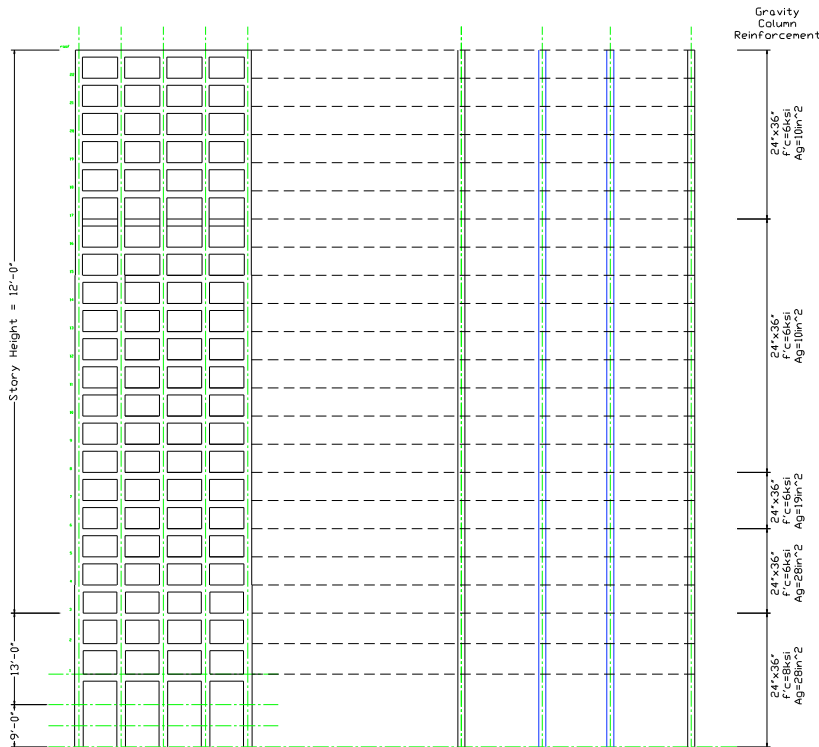 Gravity
Column
Reinforcement
24"x36"
f'c=6ksi
Ag=10in^2
24"x36"
f'c=6ksi
Ag=10in^2
24"x36"
f'c=6ksi
Ag=19in^2
24"x36"
f'c=6ksi
Ag=28in^2
24"x36"
f'c=8ksi
Ag=28in^2
Story Height = 12'-0"
13'-0"
9'-0"
roof